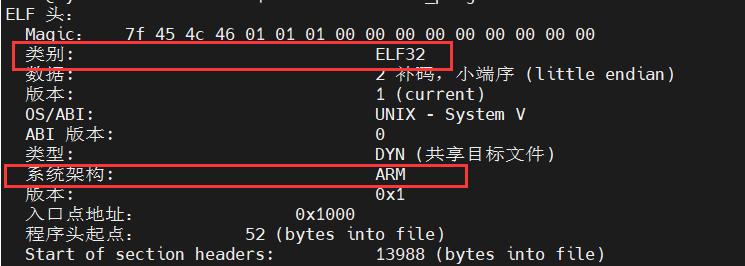 ELF 头:
Magic: 7f 45 4c 46 01 01 01 00 00 00 00 00 00 00 00 00
类别: ELF32
数据: 2 补码，小端序 (little endian)
版本: 1 (current)
OS/ABI: UNIX - System V
ABI 版本: 0
类型: DYN (共享目标文件)
系统架构: ARM
版本: 0x1
入口点地址: 0x1000
程序头起点: 52 (bytes into file)
Start of section headers: 13988 (bytes into file)